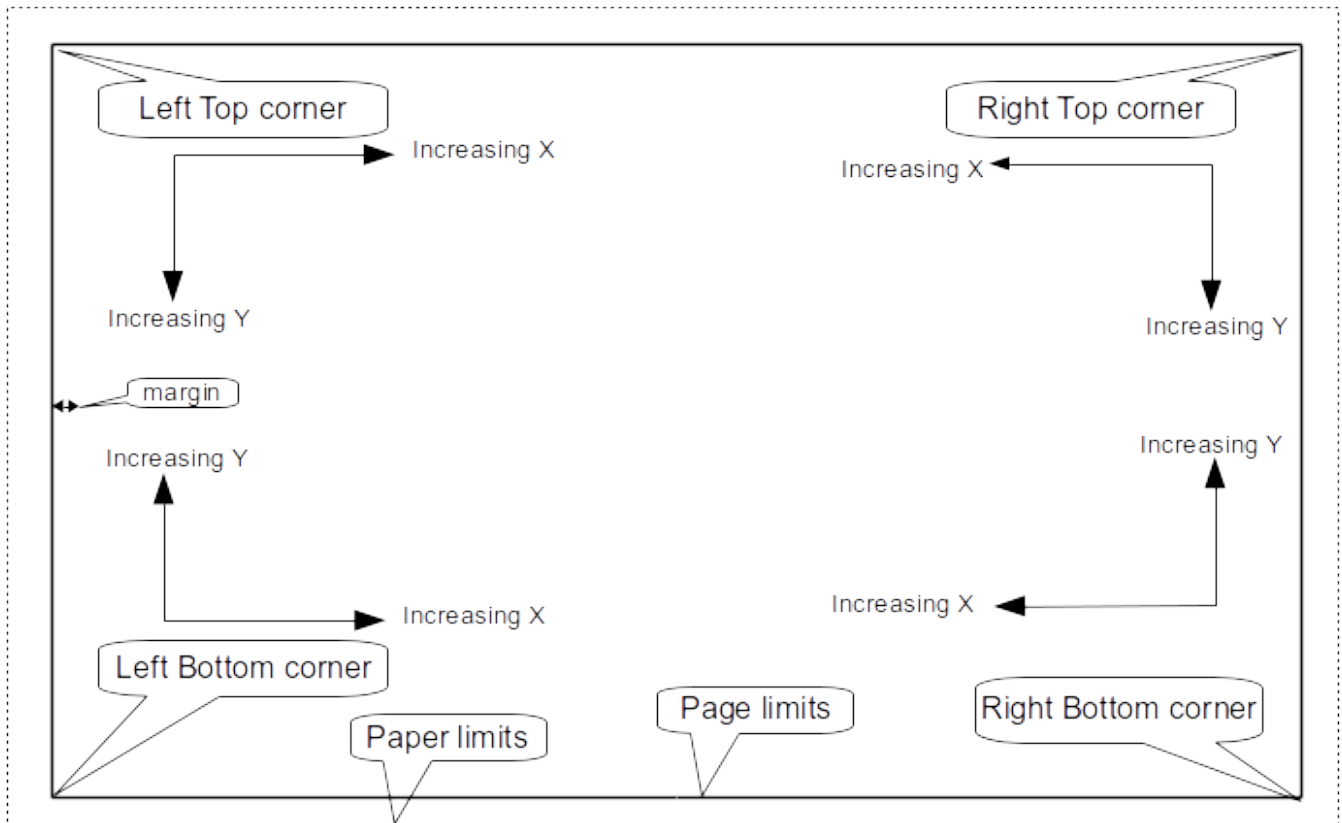 Left Top corner
Right Top corner
Increasing X
Increasing X
Increasing Y
Increasing Y
margin
Increasing Y
Increasing Y
Increasing X
Increasing X
Left Bottom corner
Page limits
Right Bottom corner
Paper limits